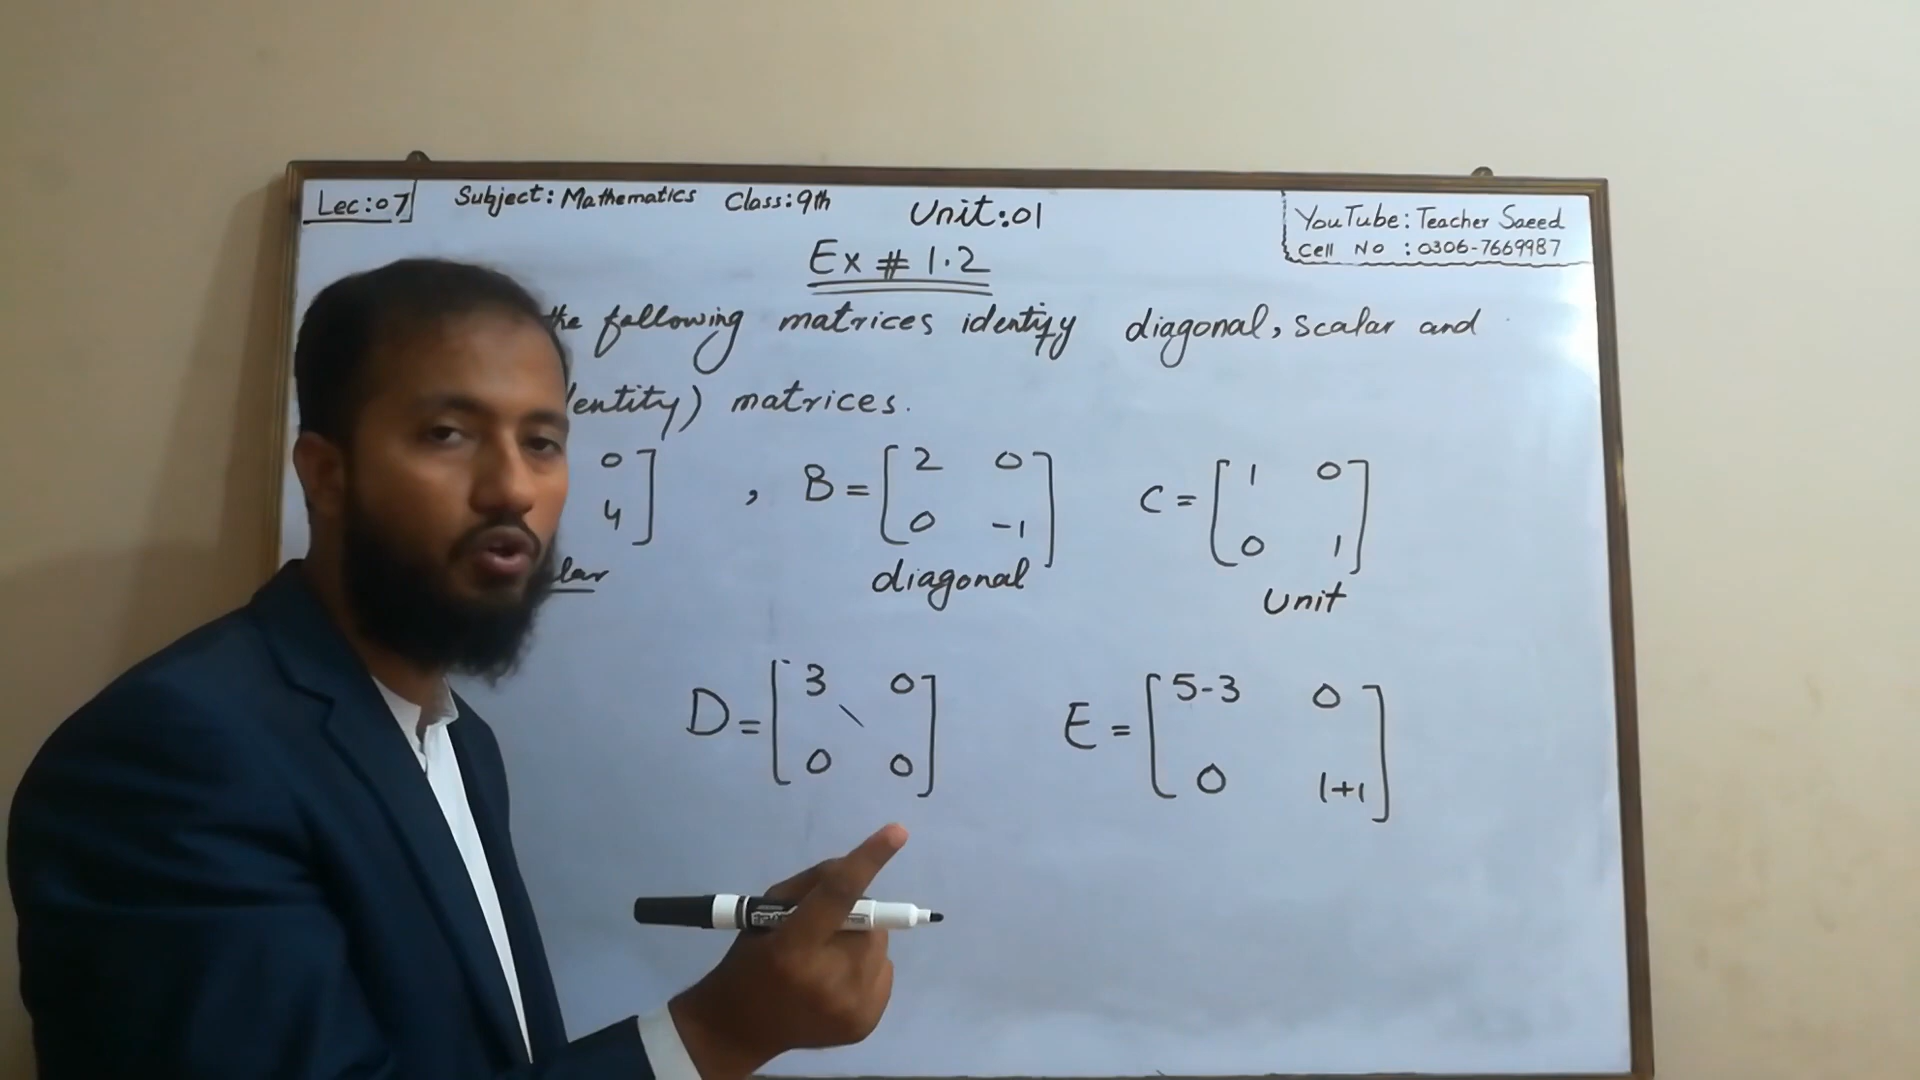 Lec:07 Subject: Mathematics Class: 9th Unit:01
YouTube: Teacher Saeed
Cell No : 0306-7669987
Ex # 1.2
the following matrices identify diagonal, scalar and
entity) matrices.
0 ] , B = [ 2 0 ] C = [ 1 0 ]
4 ] [ 0 -1 ] [ 0 1 ]
lar diagonal Unit
D = [ 3 0 ] E = [ 5-3 0 ]
[ 0 0 ] [ 0 1+1 ]